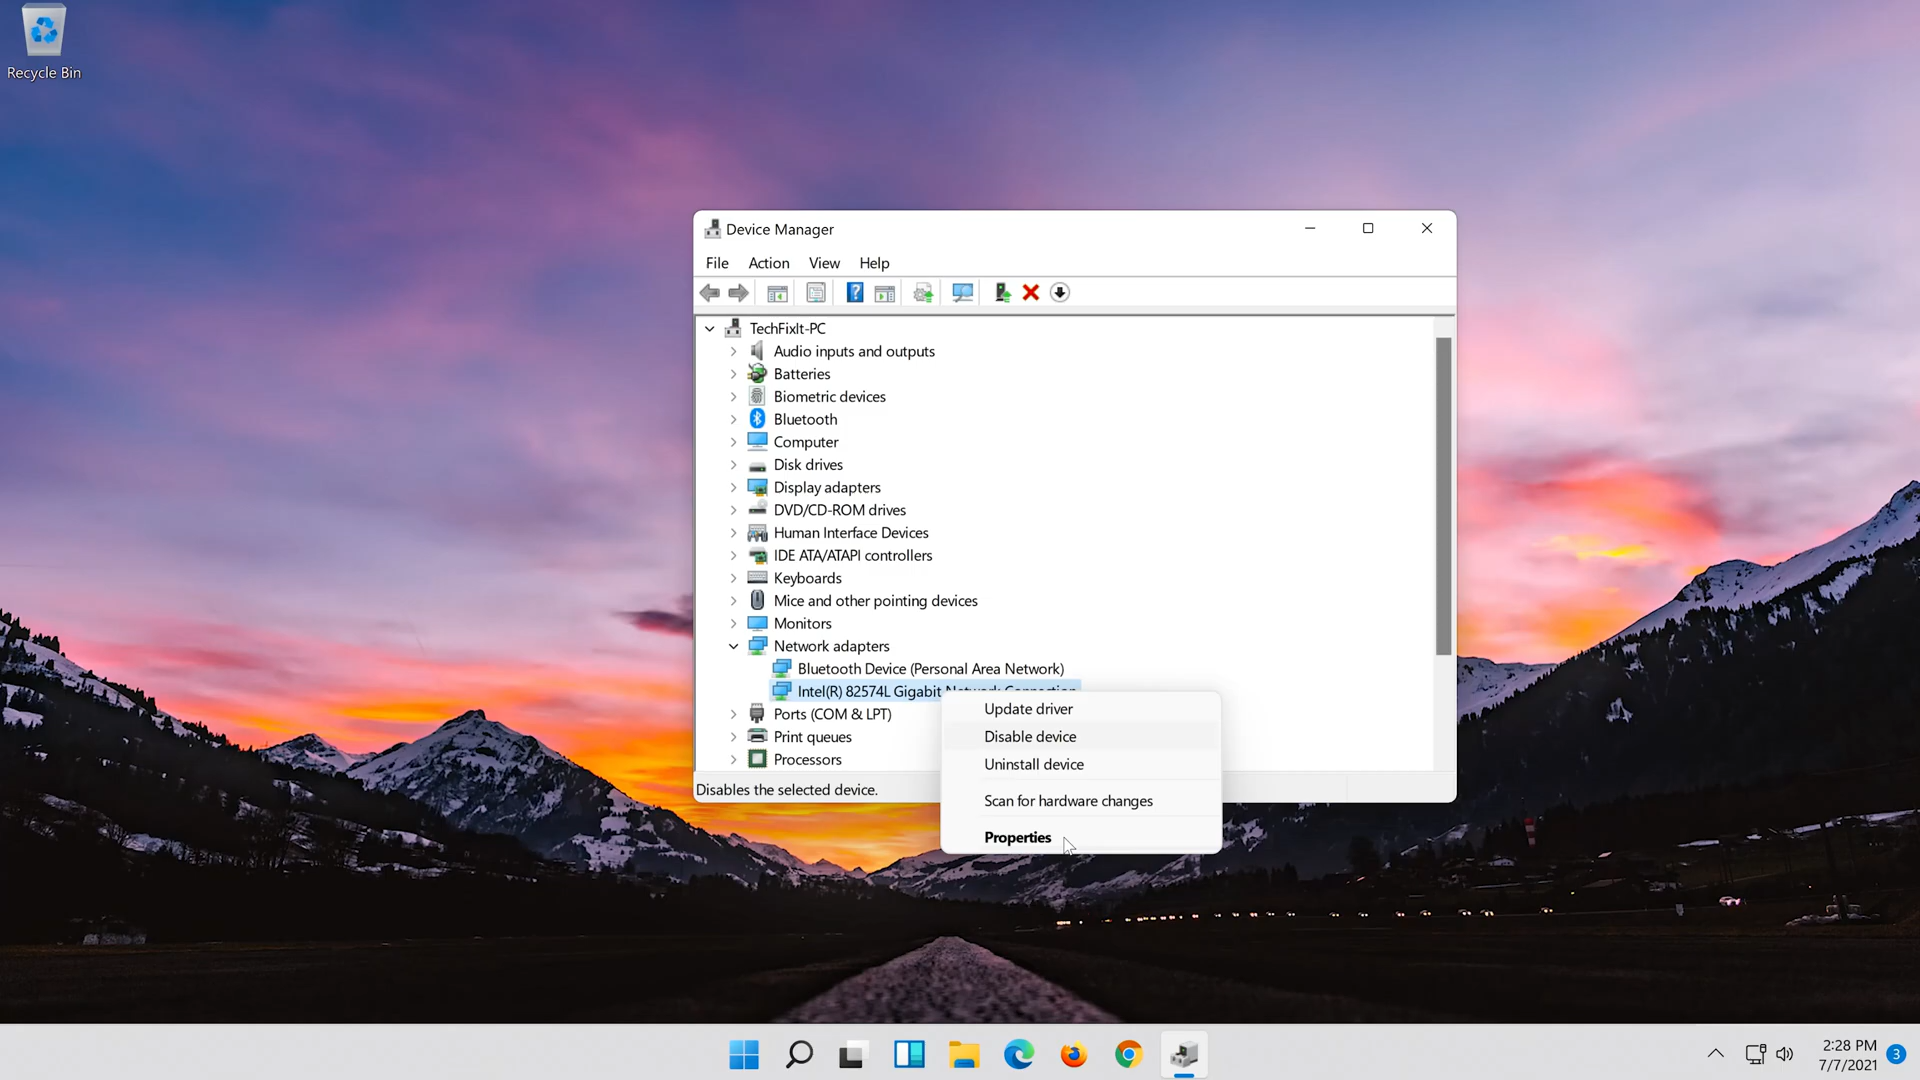 Recycle Bin
Device Manager
File Action View Help
TechFixIt-PC
Audio inputs and outputs
Batteries
Biometric devices
Bluetooth
Computer
Disk drives
Display adapters
DVD/CD-ROM drives
Human Interface Devices
IDE ATA/ATAPI controllers
Keyboards
Mice and other pointing devices
Monitors
Network adapters
Bluetooth Device (Personal Area Network)
Intel(R) 82574L Gigabit Network Connection
Ports (COM & LPT)
Print queues
Processors
Disables the selected device.
Update driver
Disable device
Uninstall device
Scan for hardware changes
Properties
2:28 PM
7/7/2021
3